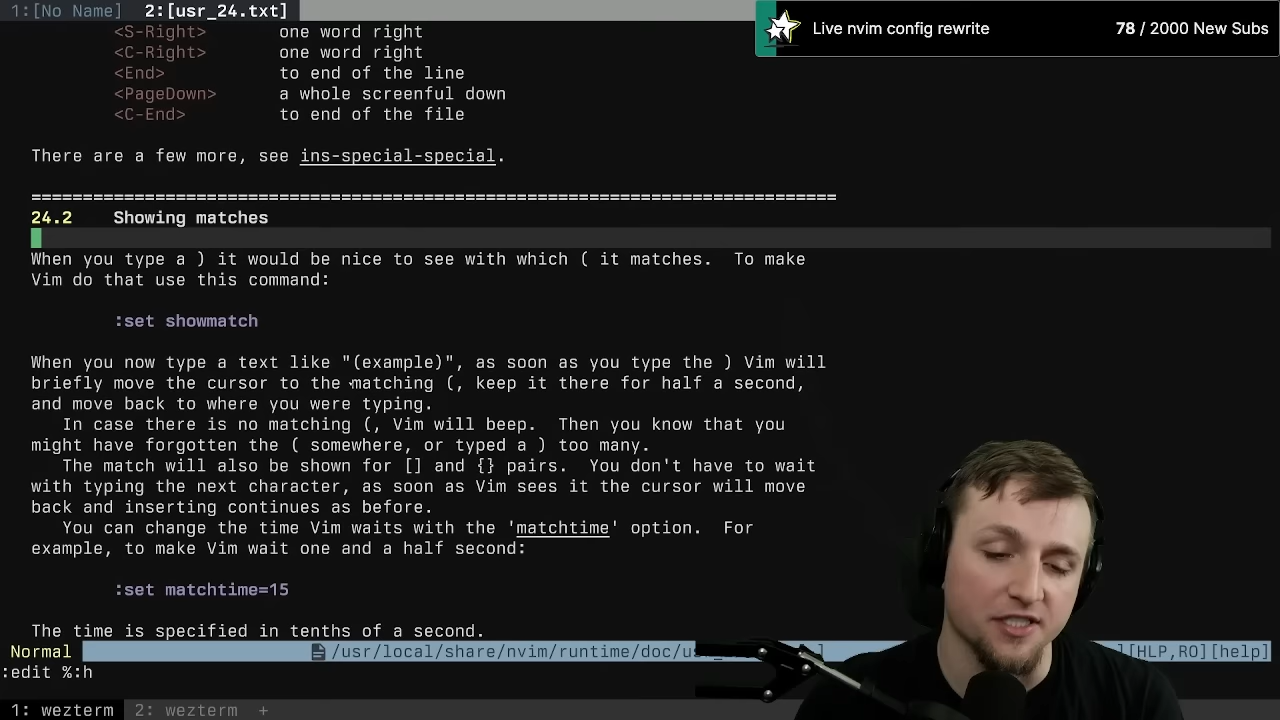 1:[No Name]  2:[usr_24.txt]
Live nvim config rewrite
78 / 2000 New Subs
<S-Right>       one word right
<C-Right>       one word right
<End>           to end of the line
<PageDown>      a whole screenful down
<C-End>         to end of the file
There are a few more, see ins-special-special.
==============================================================================
24.2    Showing matches
When you type a ) it would be nice to see with which ( it matches.  To make
Vim do that use this command:
:set showmatch
When you now type a text like "(example)", as soon as you type the ) Vim will
briefly move the cursor to the matching (, keep it there for half a second,
and move back to where you were typing.
In case there is no matching (, Vim will beep.  Then you know that you
might have forgotten the ( somewhere, or typed a ) too many.
The match will also be shown for [] and {} pairs.  You don't have to wait
with typing the next character, as soon as Vim sees it the cursor will move
back and inserting continues as before.
You can change the time Vim waits with the 'matchtime' option.  For
example, to make Vim wait one and a half second:
:set matchtime=15
The time is specified in tenths of a second.
Normal /usr/local/share/nvim/runtime/doc/us [HLP,RO][help]
:edit %:h
1: wezterm  2: wezterm  +